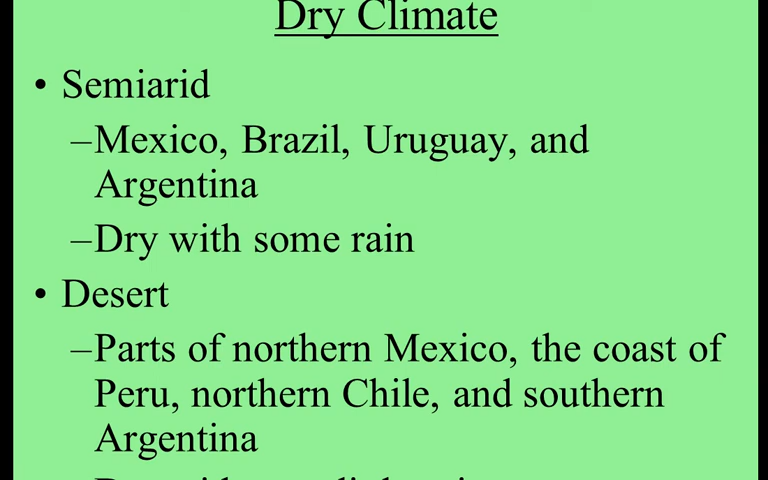 Dry Climate
• Semiarid
–Mexico, Brazil, Uruguay, and
Argentina
–Dry with some rain
• Desert
–Parts of northern Mexico, the coast of
Peru, northern Chile, and southern
Argentina